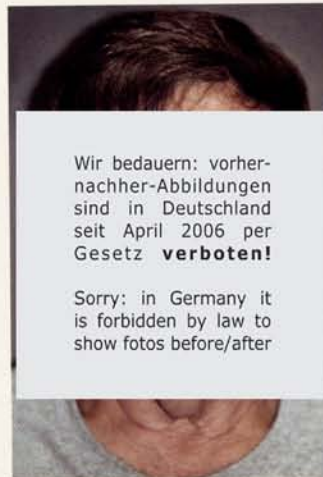 Wir bedauern: vorher-
nachher-Abbildungen
sind in Deutschland
seit April 2006 per
Gesetz verboten!
Sorry: in Germany it
is forbidden by law to
show fotos before/after